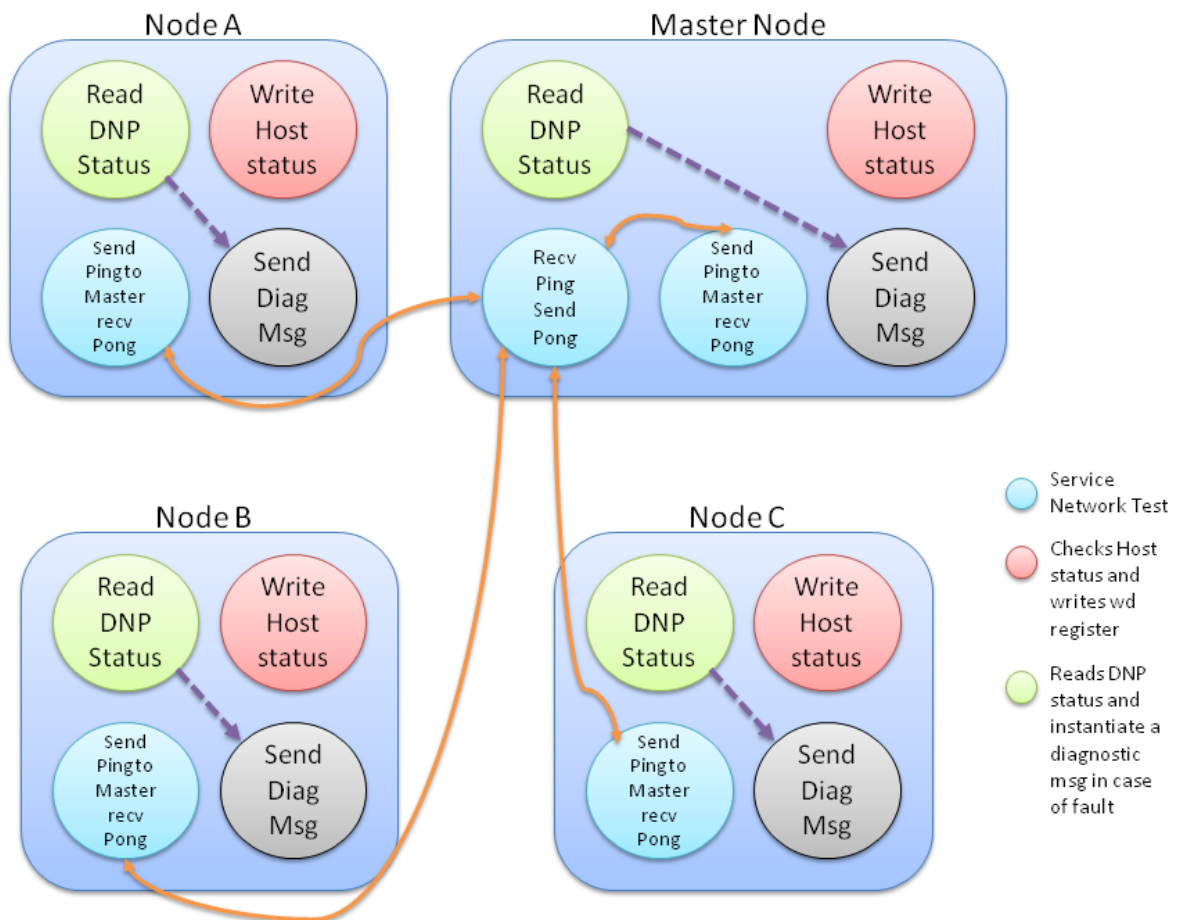 Node A
Read
DNP
Status
Write
Host
status
Send
Pingto
Master
recv
Pong
Send
Diag
Msg
Master Node
Read
DNP
Status
Write
Host
status
Recv
Ping
Send
Pong
Send
Pingto
Master
recv
Pong
Send
Diag
Msg
Node B
Read
DNP
Status
Write
Host
status
Send
Pingto
Master
recv
Pong
Send
Diag
Msg
Node C
Read
DNP
Status
Write
Host
status
Send
Pingto
Master
recv
Pong
Send
Diag
Msg
Service
Network Test
Checks Host
status and
writes wd
register
Reads DNP
status and
instantiate a
diagnostic
msg in case
of fault